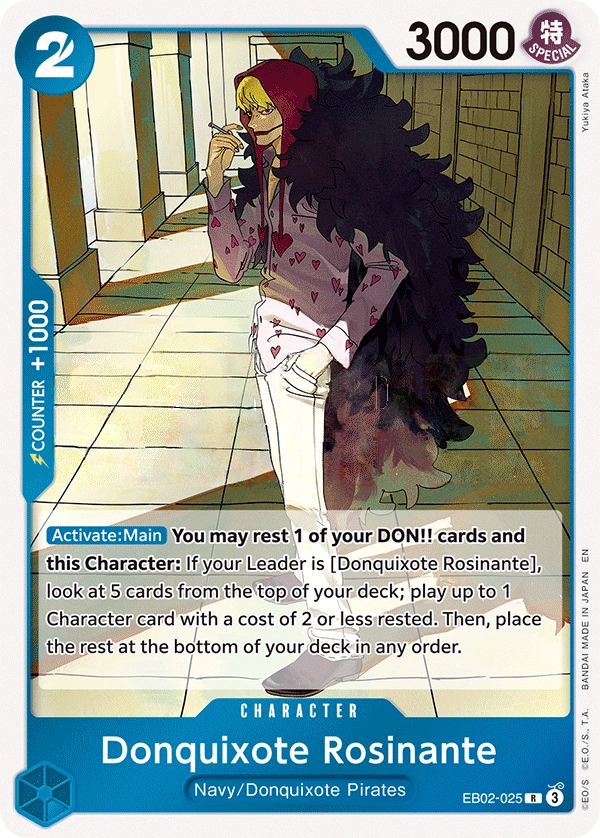 2
3000
特
SPECIAL
Yukiya Ataka
COUNTER +1000
Activate:Main You may rest 1 of your DON!! cards and
this Character: If your Leader is [Donquixote Rosinante],
look at 5 cards from the top of your deck; play up to 1
Character card with a cost of 2 or less rested. Then, place
the rest at the bottom of your deck in any order.
CHARACTER
Donquixote Rosinante
Navy/Donquixote Pirates
EB02-025 R 3
©EO/S ©E.O./S., T.A. BANDAI MADE IN JAPAN EN